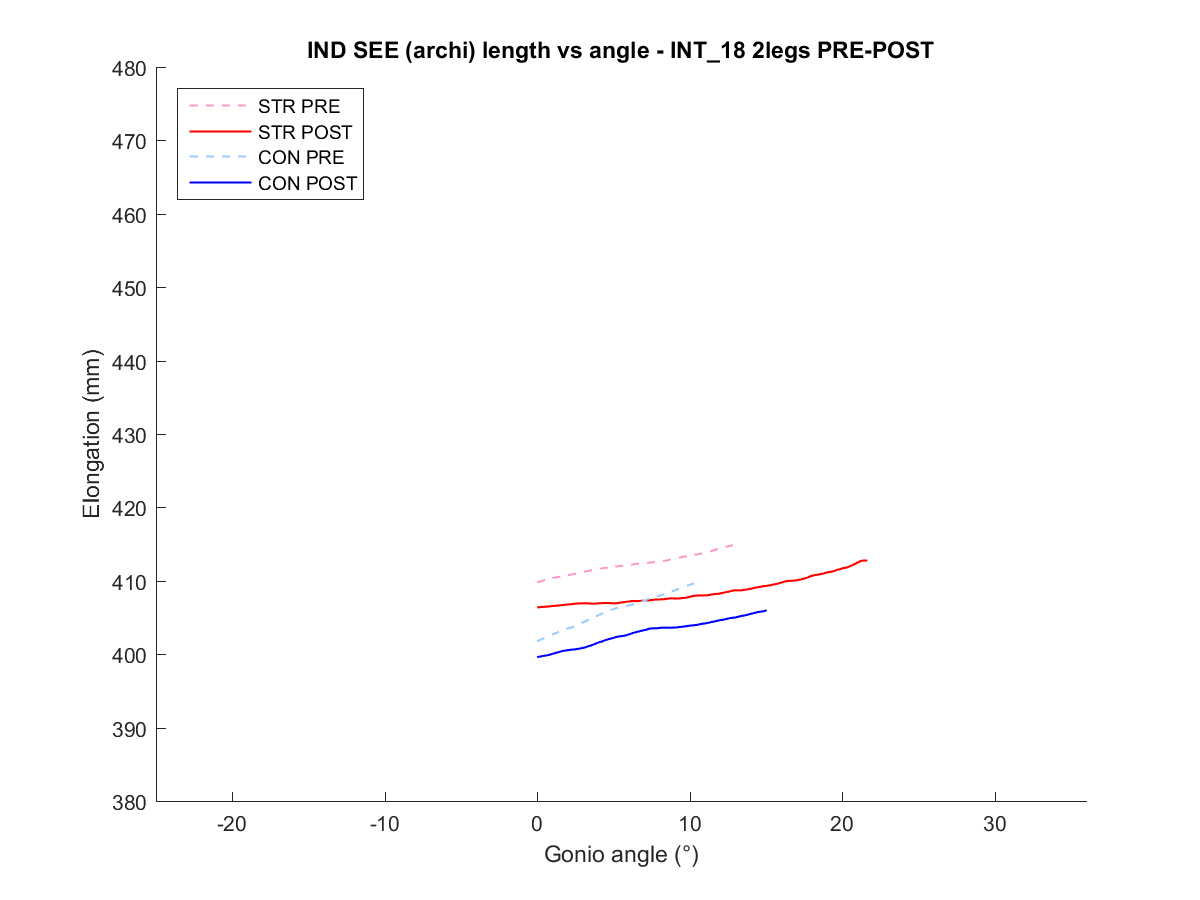 IND SEE (archi) length vs angle - INT_18 2legs PRE-POST
480
470
460
450
440
430
420
410
400
390
380
Elongation (mm)
STR PRE
STR POST
CON PRE
CON POST
-20
-10
0
10
20
30
Gonio angle (°)